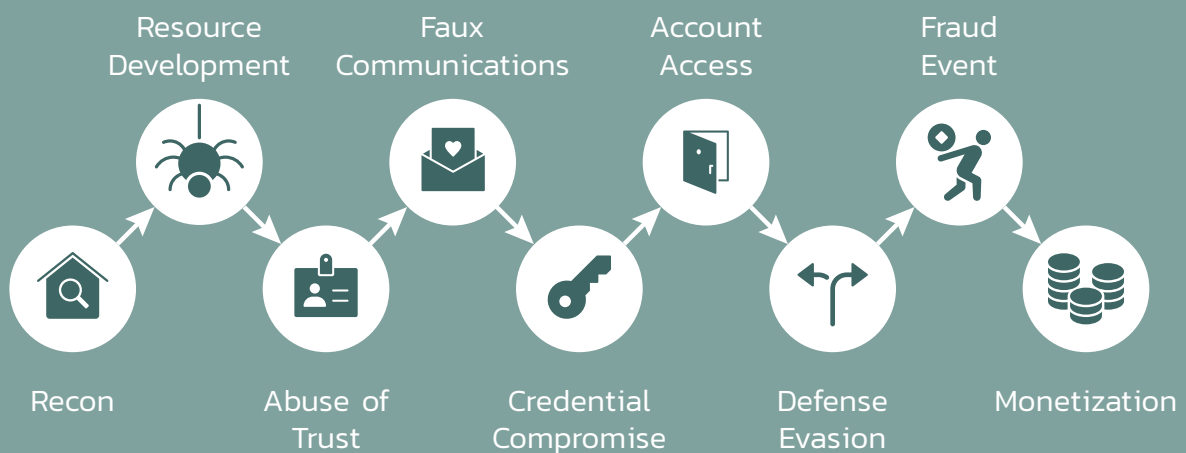 Resource
Development
Faux
Communications
Account
Access
Fraud
Event
Recon
Abuse of
Trust
Credential
Compromise
Defense
Evasion
Monetization